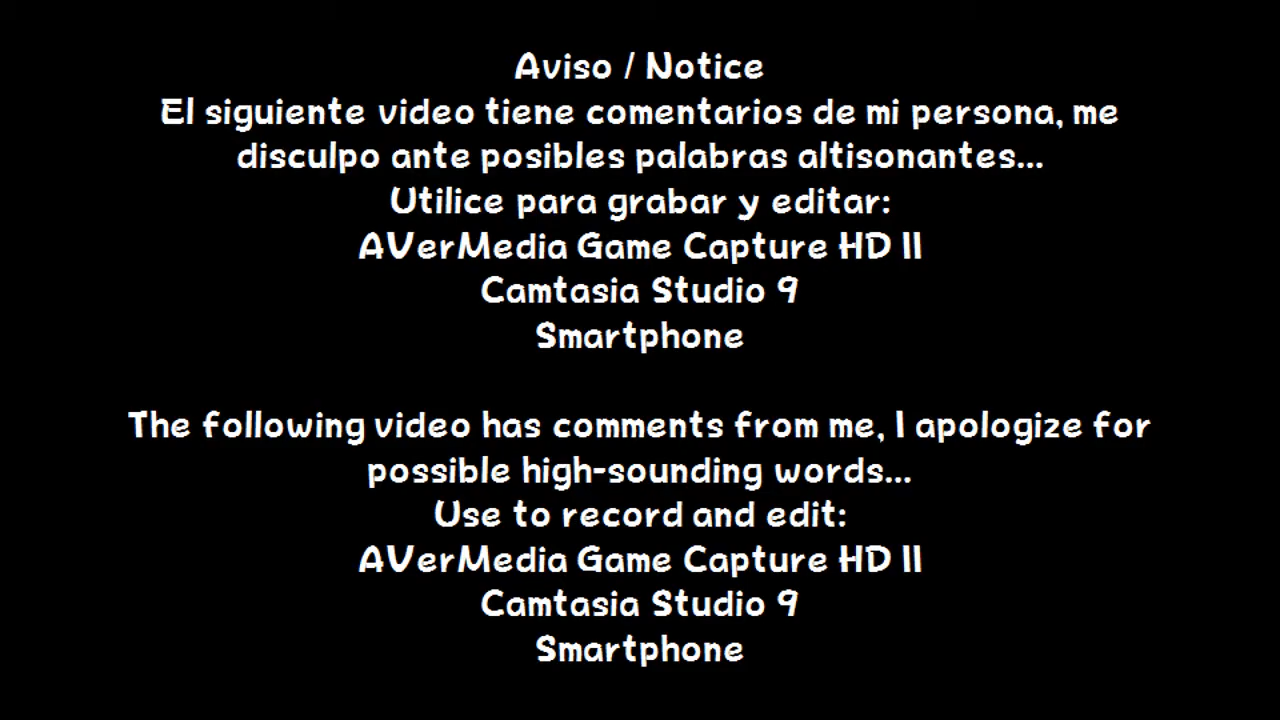 Aviso / Notice
El siguiente video tiene comentarios de mi persona, me
disculpo ante posibles palabras altisonantes...
Utilice para grabar y editar:
AVerMedia Game Capture HD II
Camtasia Studio 9
Smartphone
The following video has comments from me, I apologize for
possible high-sounding words...
Use to record and edit:
AVerMedia Game Capture HD II
Camtasia Studio 9
Smartphone